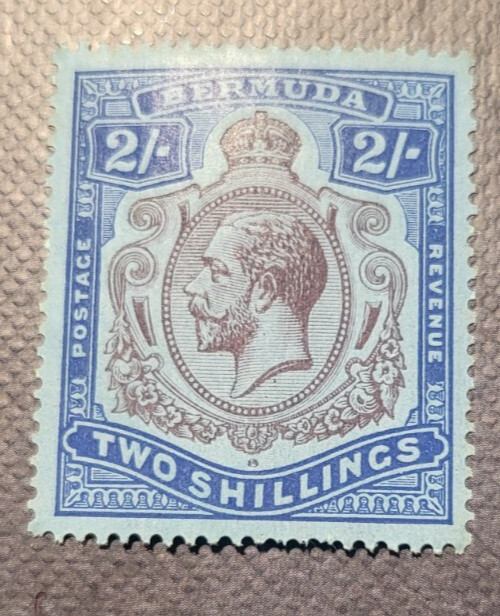 BERMUDA
2/- 2/-
POSTAGE
REVENUE
TWO SHILLINGS